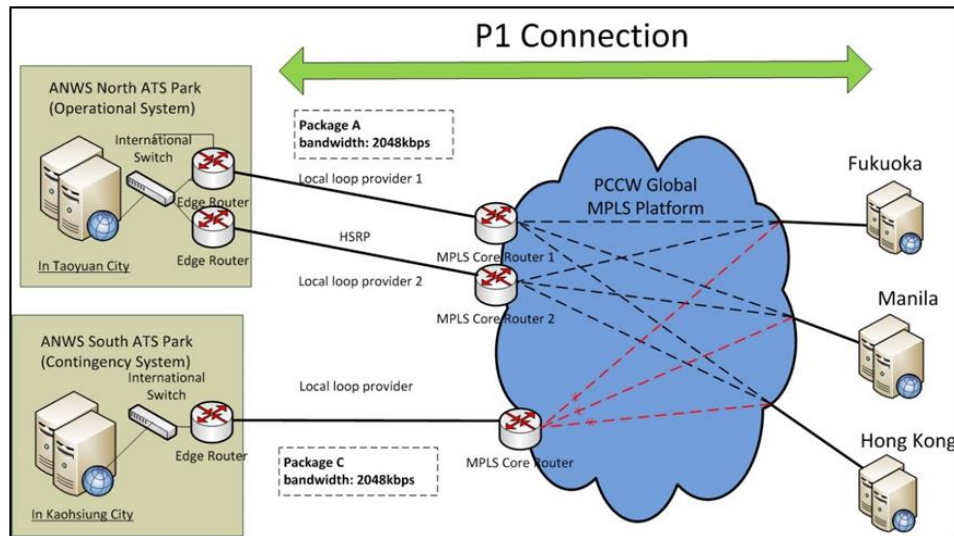 P1 Connection
ANWS North ATS Park
(Operational System)
International
Switch
Edge Router
Edge Router
In Taoyuan City
Package A
bandwidth: 2048kbps
Local loop provider 1
HSRP
Local loop provider 2
PCCW Global
MPLS Platform
MPLS Core Router 1
MPLS Core Router 2
Fukuoka
Manila
Hong Kong
ANWS South ATS Park
(Contingency System)
International
Switch
Edge Router
In Kaohsiung City
Local loop provider
Package C
bandwidth: 2048kbps
MPLS Core Router